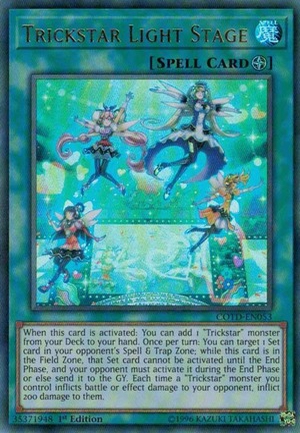 TRICKSTAR LIGHT STAGE
SPELL
[SPELL CARD]
COTD-EN053
When this card is activated: You can add 1 "Trickstar" monster
from your Deck to your hand. Once per turn: You can target 1 Set
card in your opponent's Spell & Trap Zone; while this card is in
the Field Zone, that Set card cannot be activated until the End
Phase, and your opponent must activate it during the End Phase
or else send it to the GY. Each time a "Trickstar" monster you
control inflicts battle or effect damage to your opponent, inflict
200 damage to them.
35371948 1st Edition ©1996 KAZUKI TAKAHASHI